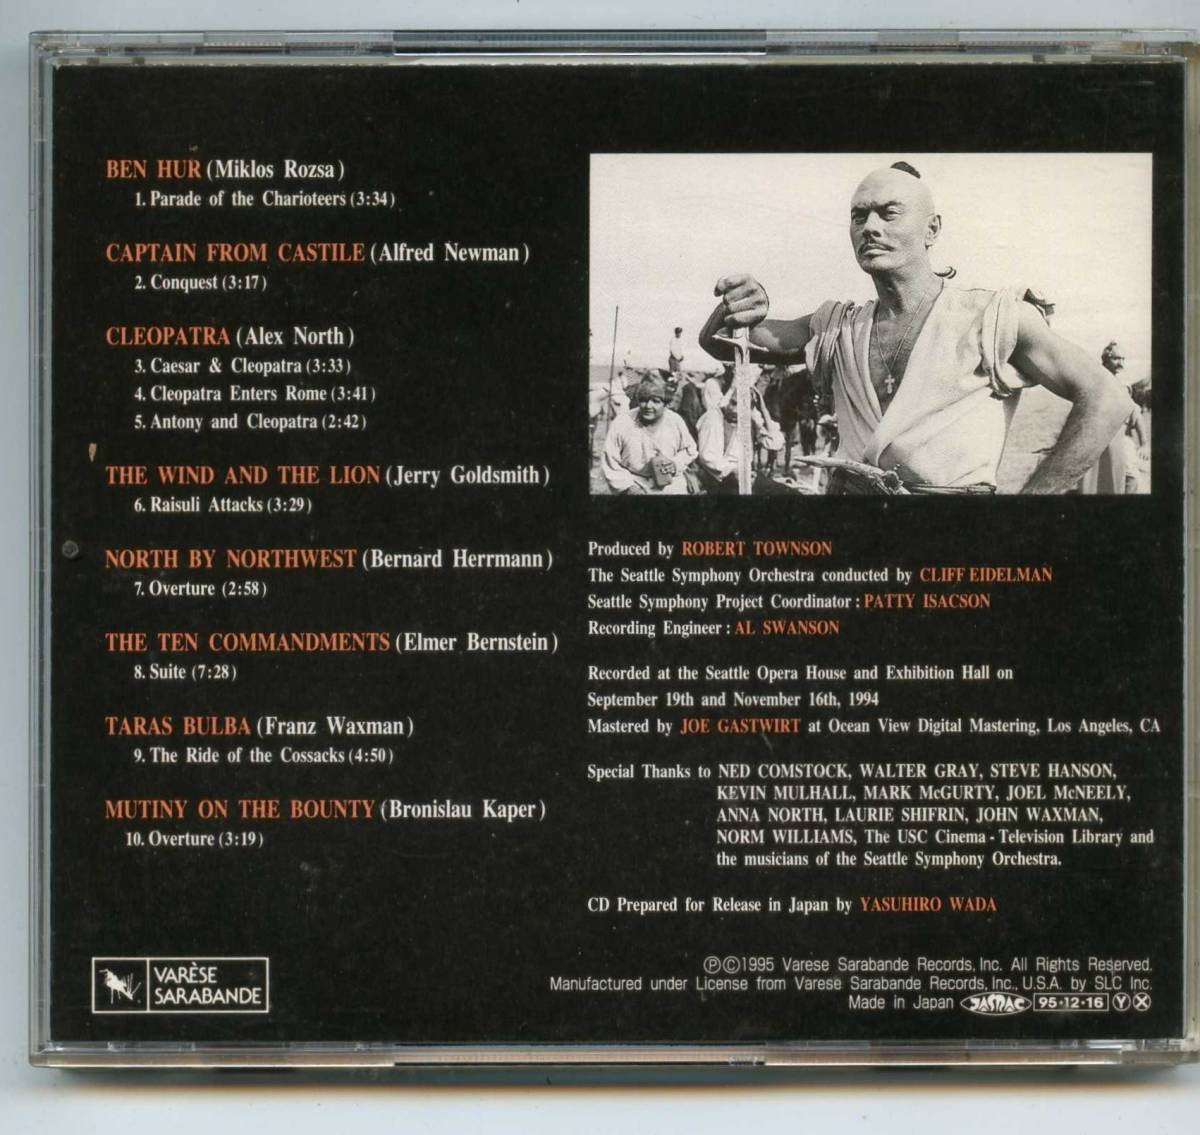 BEN HUR (Miklos Rozsa)
1. Parade of the Charioteers (3:34)
CAPTAIN FROM CASTILE (Alfred Newman)
2. Conquest (3:17)
CLEOPATRA (Alex North)
3. Caesar & Cleopatra (3:33)
4. Cleopatra Enters Rome (3:41)
5. Antony and Cleopatra (2:42)
THE WIND AND THE LION (Jerry Goldsmith)
6. Raisuli Attacks (3:29)
NORTH BY NORTHWEST (Bernard Herrmann)
7. Overture (2:58)
THE TEN COMMANDMENTS (Elmer Bernstein)
8. Suite (7:28)
TARAS BULBA (Franz Waxman)
9. The Ride of the Cossacks (4:50)
MUTINY ON THE BOUNTY (Bronislau Kaper)
10. Overture (3:19)
VARÈSE
SARABANDE
Produced by ROBERT TOWNSON
The Seattle Symphony Orchestra conducted by CLIFF EIDELMAN
Seattle Symphony Project Coordinator : PATTY ISACSON
Recording Engineer : AL SWANSON
Recorded at the Seattle Opera House and Exhibition Hall on
September 19th and November 16th, 1994
Mastered by JOE GASTWIRT at Ocean View Digital Mastering, Los Angeles, CA
Special Thanks to NED COMSTOCK, WALTER GRAY, STEVE HANSON,
KEVIN MULHALL, MARK McGURTY, JOEL McNEELY,
ANNA NORTH, LAURIE SHIFRIN, JOHN WAXMAN,
NORM WILLIAMS, The USC Cinema - Television Library and
the musicians of the Seattle Symphony Orchestra.
CD Prepared for Release in Japan by YASUHIRO WADA
ⓅⒸ1995 Varese Sarabande Records, Inc. All Rights Reserved.
Manufactured under License from Varese Sarabande Records, Inc., U.S.A. by SLC Inc.
Made in Japan JASRAC 95・12・16 Ⓨ Ⓧ